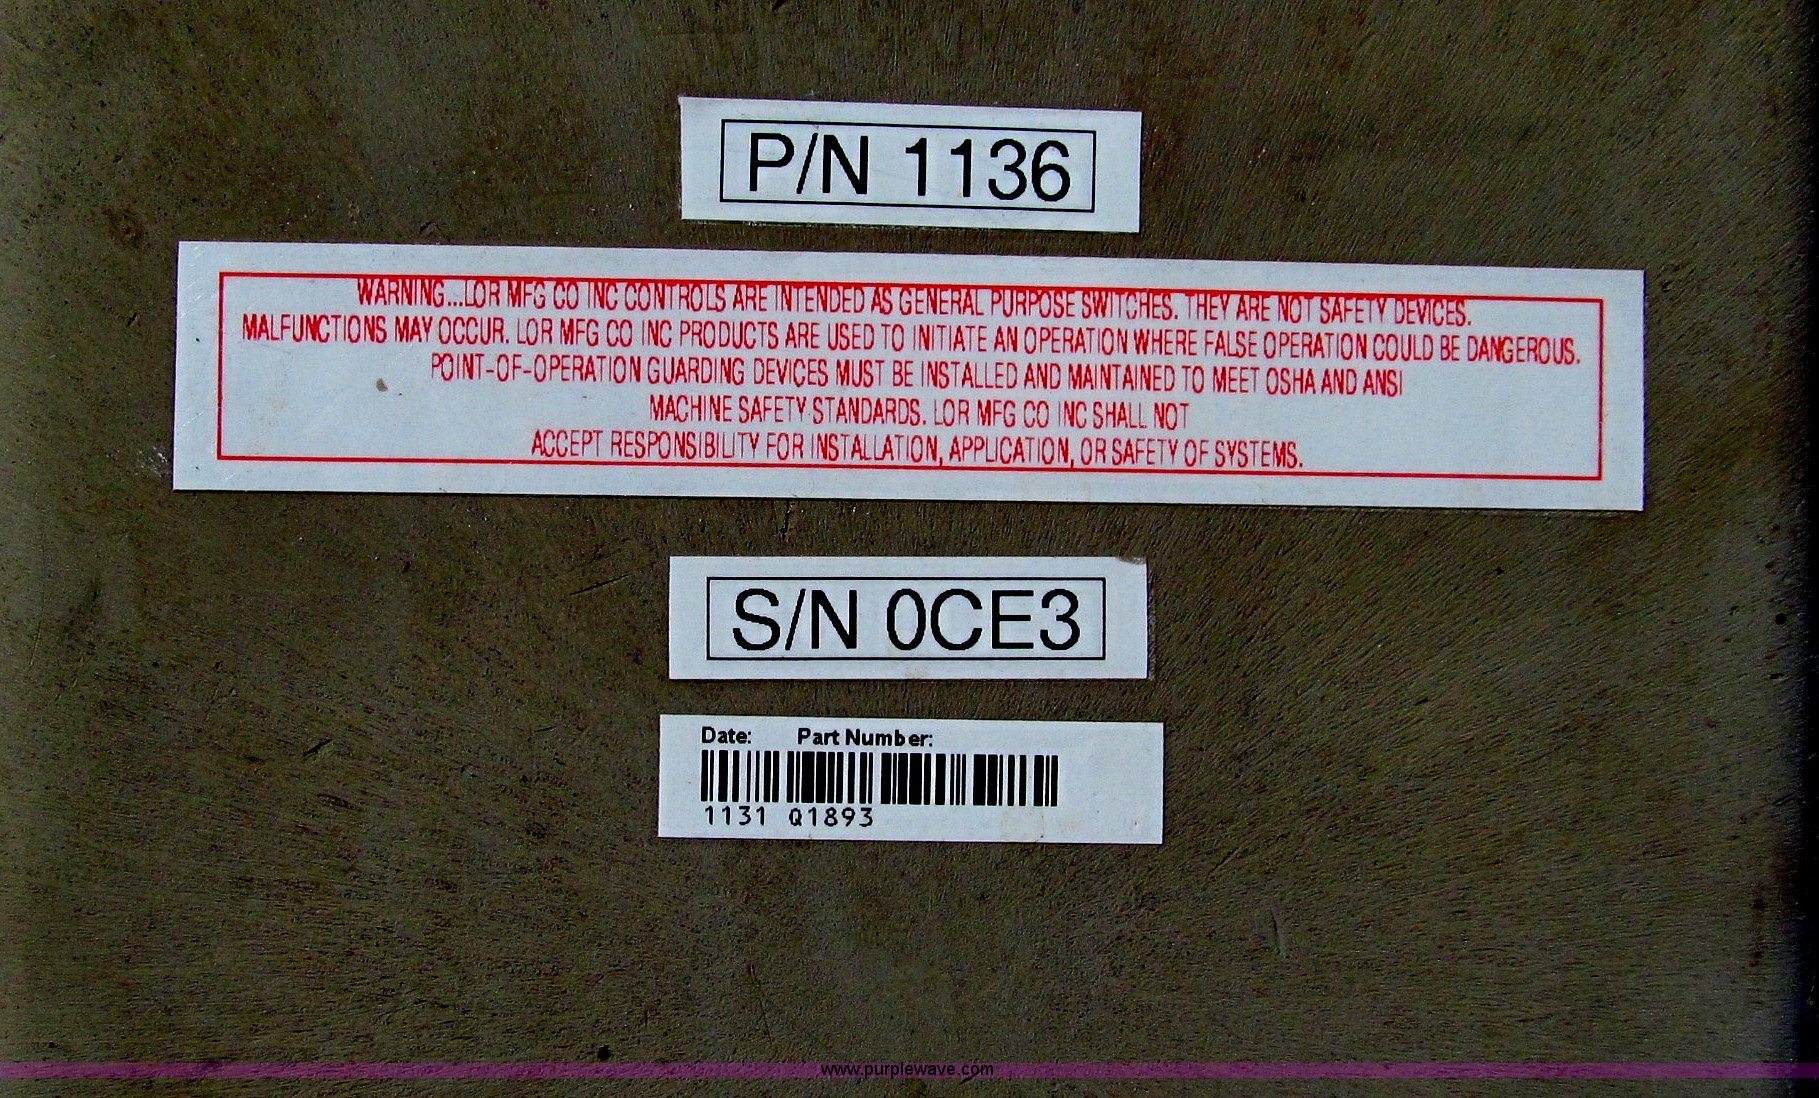 P/N 1136
WARNING...LOR MFG CO INC CONTROLS ARE INTENDED AS GENERAL PURPOSE SWITCHES. THEY ARE NOT SAFETY DEVICES.
MALFUNCTIONS MAY OCCUR. LOR MFG CO INC PRODUCTS ARE USED TO INITIATE AN OPERATION WHERE FALSE OPERATION COULD BE DANGEROUS.
POINT-OF-OPERATION GUARDING DEVICES MUST BE INSTALLED AND MAINTAINED TO MEET OSHA AND ANSI
MACHINE SAFETY STANDARDS. LOR MFG CO INC SHALL NOT
ACCEPT RESPONSIBILITY FOR INSTALLATION, APPLICATION, OR SAFETY OF SYSTEMS.
S/N 0CE3
Date: Part Number:
1131 Q1893
www.purplewave.com